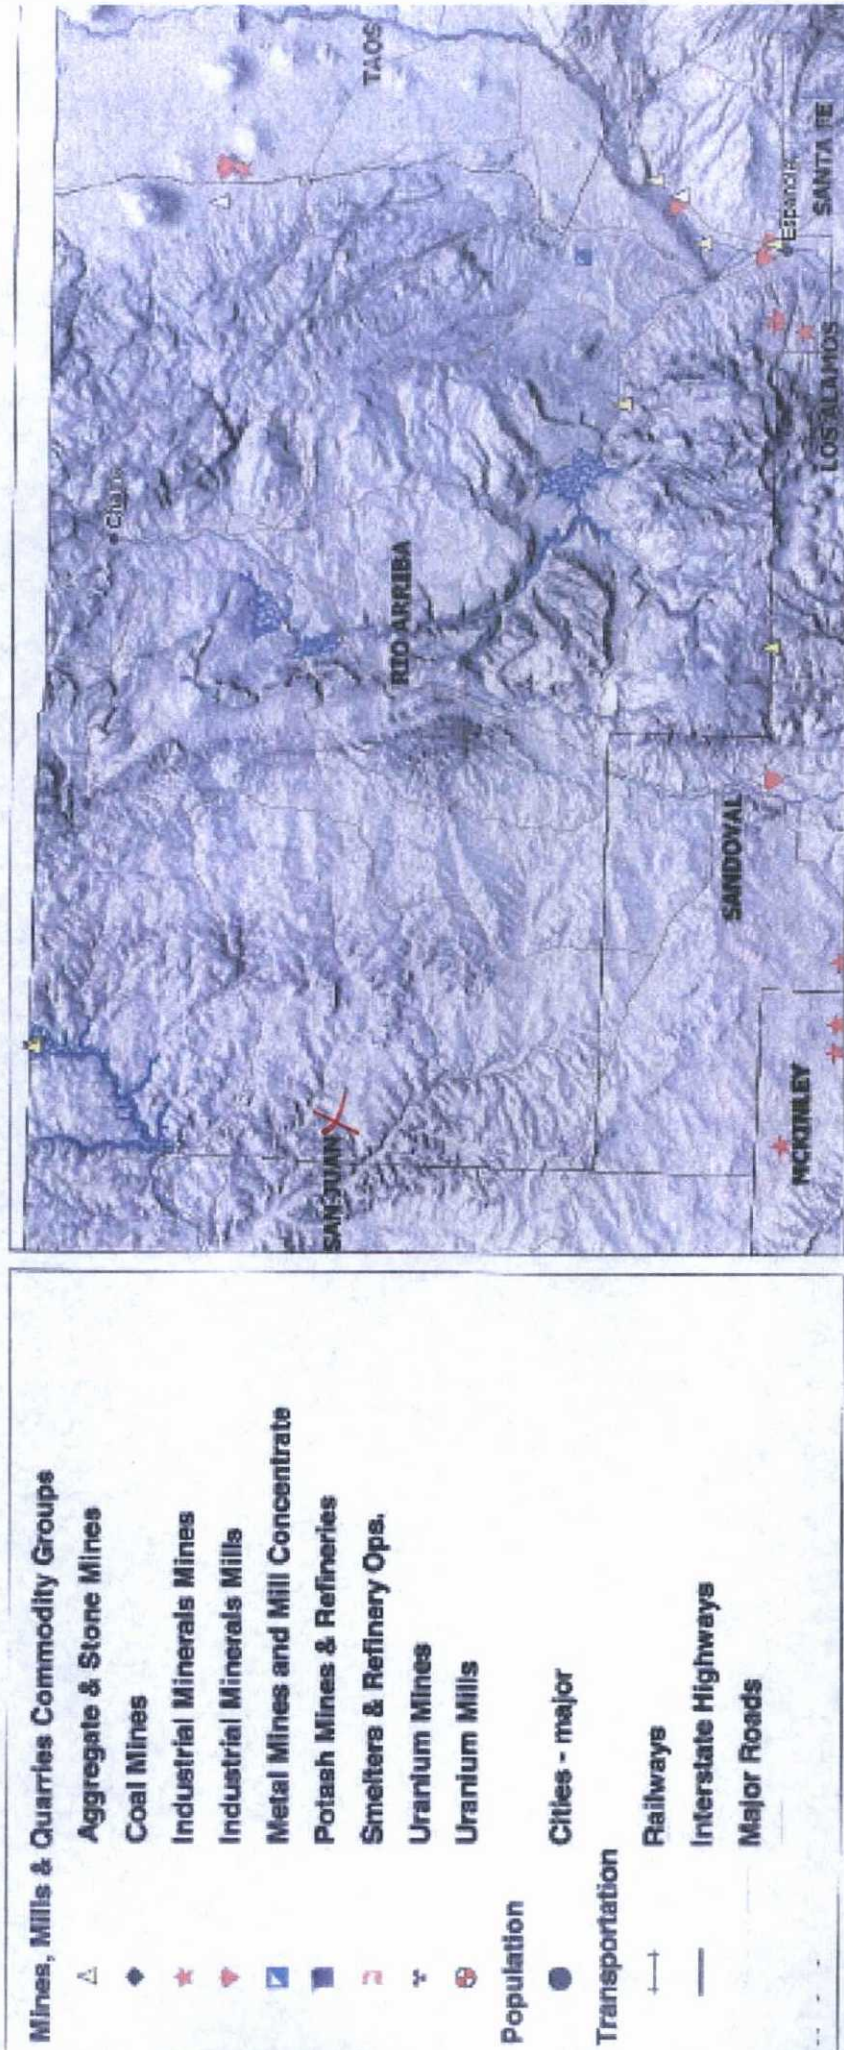 Mines, Mills & Quarries Commodity Groups
Aggregate & Stone Mines
Coal Mines
Industrial Minerals Mines
Industrial Minerals Mills
Metal Mines and Mill Concentrate
Potash Mines & Refineries
Smelters & Refinery Ops.
Uranium Mines
Uranium Mills
Population
Cities - major
Transportation
Railways
Interstate Highways
Major Roads
Chama
TAOS
RIO ARRIBA
SAN JUAN
Espanola
SANDOVAL
LOS ALAMOS
SANTA FE
MCKINLEY